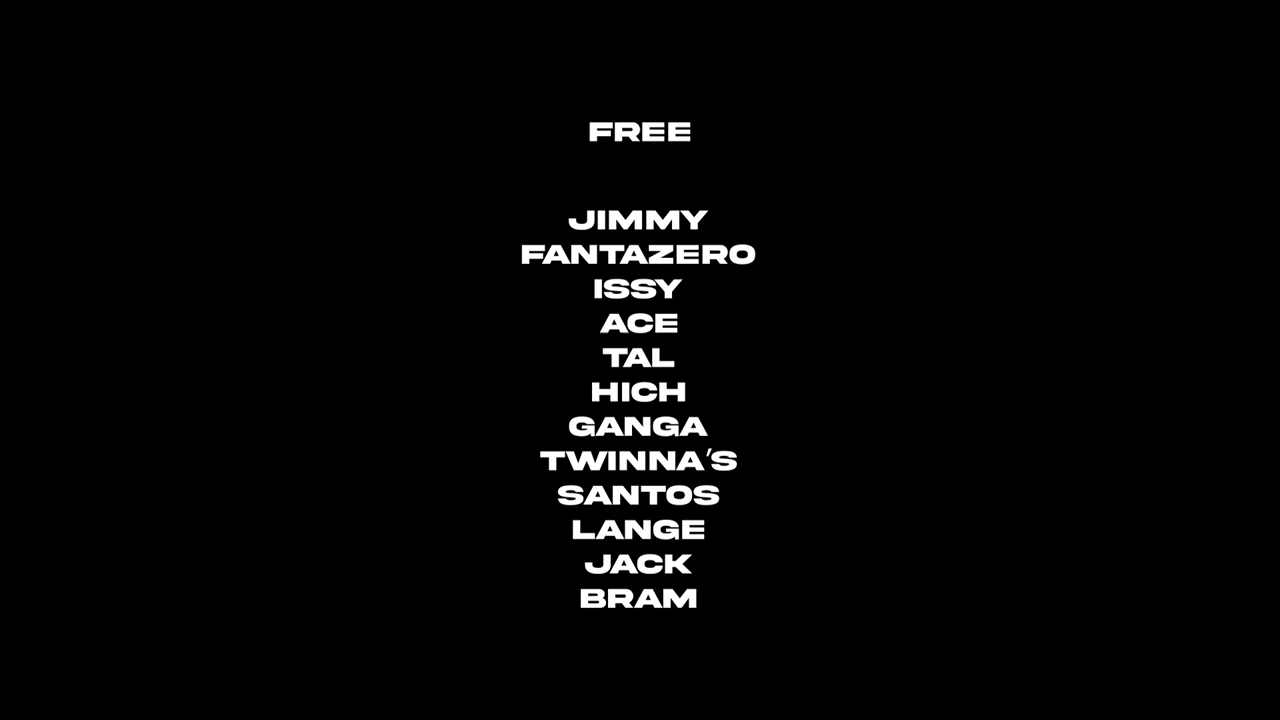 FREE
JIMMY
FANTAZERO
ISSY
ACE
TAL
HICH
GANGA
TWINNA'S
SANTOS
LANGE
JACK
BRAM